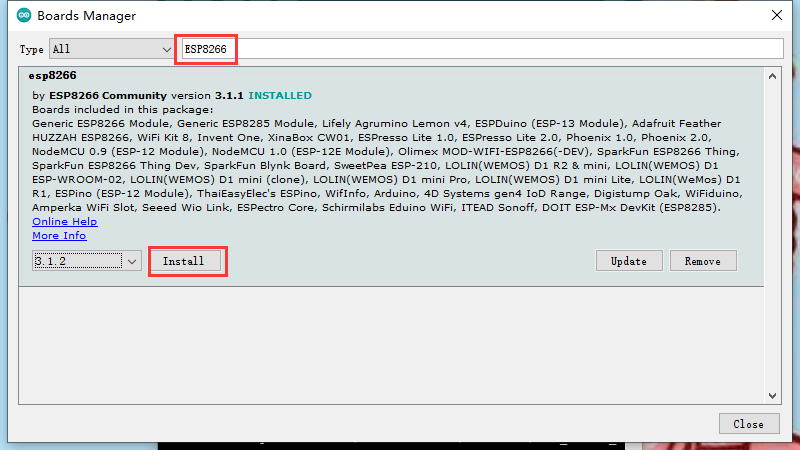 Boards Manager
Type All ESP8266
esp8266
by ESP8266 Community version 3.1.1 INSTALLED
Boards included in this package:
Generic ESP8266 Module, Generic ESP8285 Module, Lifely Agrumino Lemon v4, ESPDuino (ESP-13 Module), Adafruit Feather
HUZZAH ESP8266, WiFi Kit 8, Invent One, XinaBox CW01, ESPresso Lite 1.0, ESPresso Lite 2.0, Phoenix 1.0, Phoenix 2.0,
NodeMCU 0.9 (ESP-12 Module), NodeMCU 1.0 (ESP-12E Module), Olimex MOD-WIFI-ESP8266(-DEV), SparkFun ESP8266 Thing,
SparkFun ESP8266 Thing Dev, SparkFun Blynk Board, SweetPea ESP-210, LOLIN(WEMOS) D1 R2 & mini, LOLIN(WEMOS) D1
ESP-WROOM-02, LOLIN(WEMOS) D1 mini (clone), LOLIN(WEMOS) D1 mini Pro, LOLIN(WEMOS) D1 mini Lite, LOLIN(WeMos) D1
R1, ESPino (ESP-12 Module), ThaiEasyElec's ESPino, WifInfo, Arduino, 4D Systems gen4 IoD Range, Digistump Oak, WiFiduino,
Amperka WiFi Slot, Seeed Wio Link, ESPectro Core, Schirmilabs Eduino WiFi, ITEAD Sonoff, DOIT ESP-Mx DevKit (ESP8285).
Online Help
More Info
3.1.2 Install Update Remove
Close